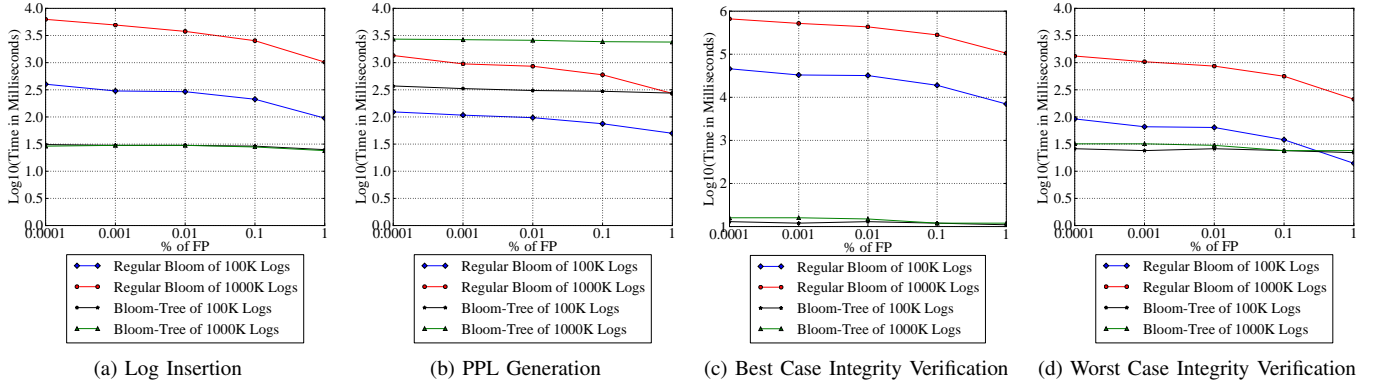 Log10(Time in Milliseconds)
4.0
3.5
3.0
2.5
2.0
1.5
1.0
0.5
0.0
0.0001
0.001
0.01
0.1
1
% of FP
Regular Bloom of 100K Logs
Regular Bloom of 1000K Logs
Bloom-Tree of 100K Logs
Bloom-Tree of 1000K Logs
(a) Log Insertion
Log10(Time in Milliseconds)
4.0
3.5
3.0
2.5
2.0
1.5
1.0
0.5
0.0
0.0001
0.001
0.01
0.1
1
% of FP
Regular Bloom of 100K Logs
Regular Bloom of 1000K Logs
Bloom-Tree of 100K Logs
Bloom-Tree of 1000K Logs
(b) PPL Generation
Log10(Time in Milliseconds)
6
5
4
3
2
1
0.0001
0.001
0.01
0.1
1
% of FP
Regular Bloom of 100K Logs
Regular Bloom of 1000K Logs
Bloom-Tree of 100K Logs
Bloom-Tree of 1000K Logs
(c) Best Case Integrity Verification
Log10(Time in Milliseconds)
4.0
3.5
3.0
2.5
2.0
1.5
1.0
0.5
0.0
0.0001
0.001
0.01
0.1
1
% of FP
Regular Bloom of 100K Logs
Regular Bloom of 1000K Logs
Bloom-Tree of 100K Logs
Bloom-Tree of 1000K Logs
(d) Worst Case Integrity Verification